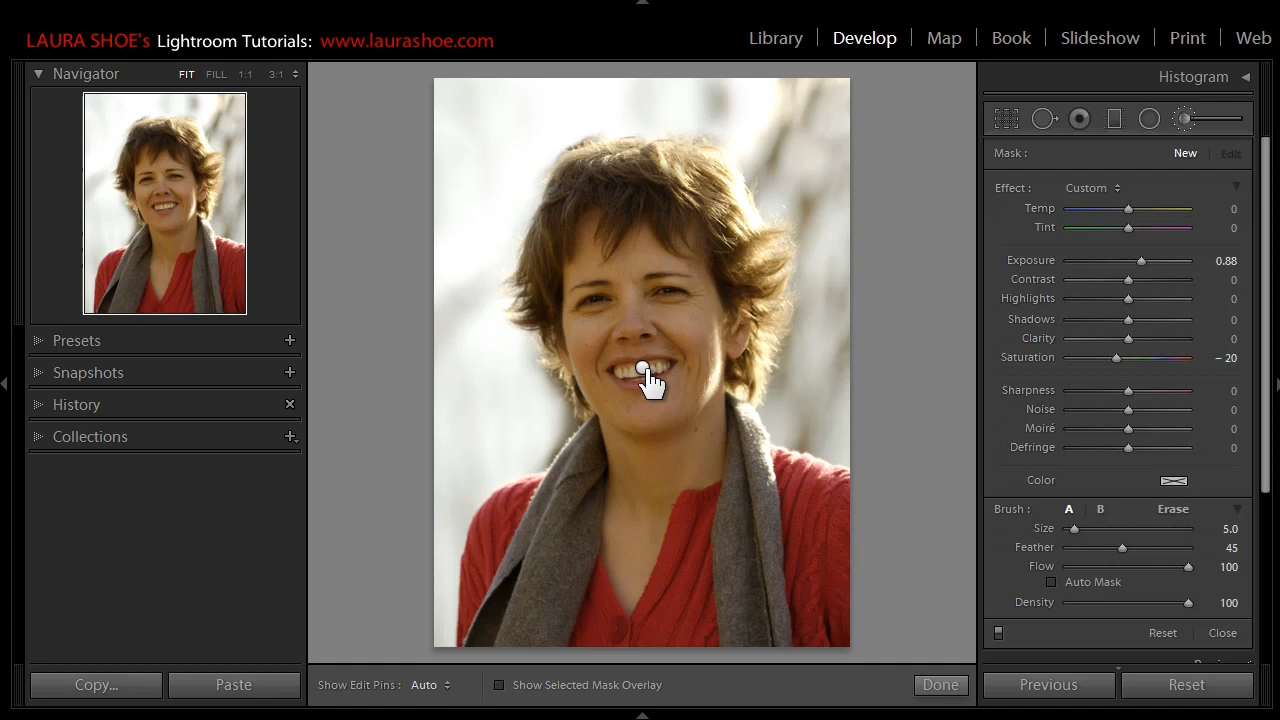 LAURA SHOE's Lightroom Tutorials: www.laurashoe.com
Library Develop Map Book Slideshow Print Web
Navigator FIT FILL 1:1 3:1
Presets
Snapshots
History
Collections
Copy... Paste
Show Edit Pins : Auto Show Selected Mask Overlay Done
Histogram
Mask : New Edit
Effect : Custom
Temp 0
Tint 0
Exposure 0.88
Contrast 0
Highlights 0
Shadows 0
Clarity 0
Saturation – 20
Sharpness 0
Noise 0
Moiré 0
Defringe 0
Color
Brush : A B Erase
Size 5.0
Feather 45
Flow 100
Auto Mask
Density 100
Reset Close
Previous Reset